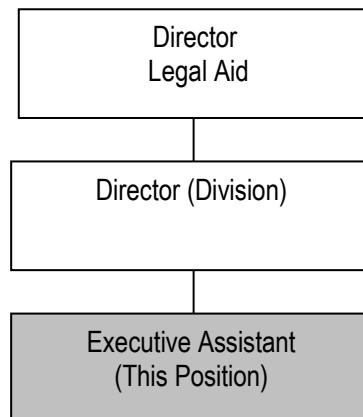 Director
Legal Aid
Director (Division)
Executive Assistant
(This Position)